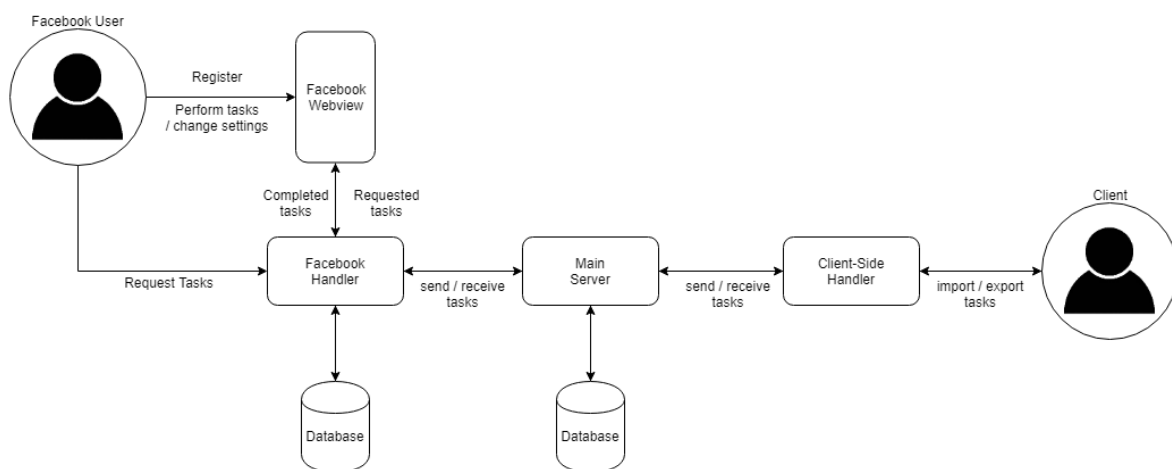 Facebook User
Register
Perform tasks
/ change settings
Facebook
Webview
Completed
tasks
Requested
tasks
Client
Request Tasks
Facebook
Handler
send / receive
tasks
Main
Server
send / receive
tasks
Client-Side
Handler
import / export
tasks
Database
Database